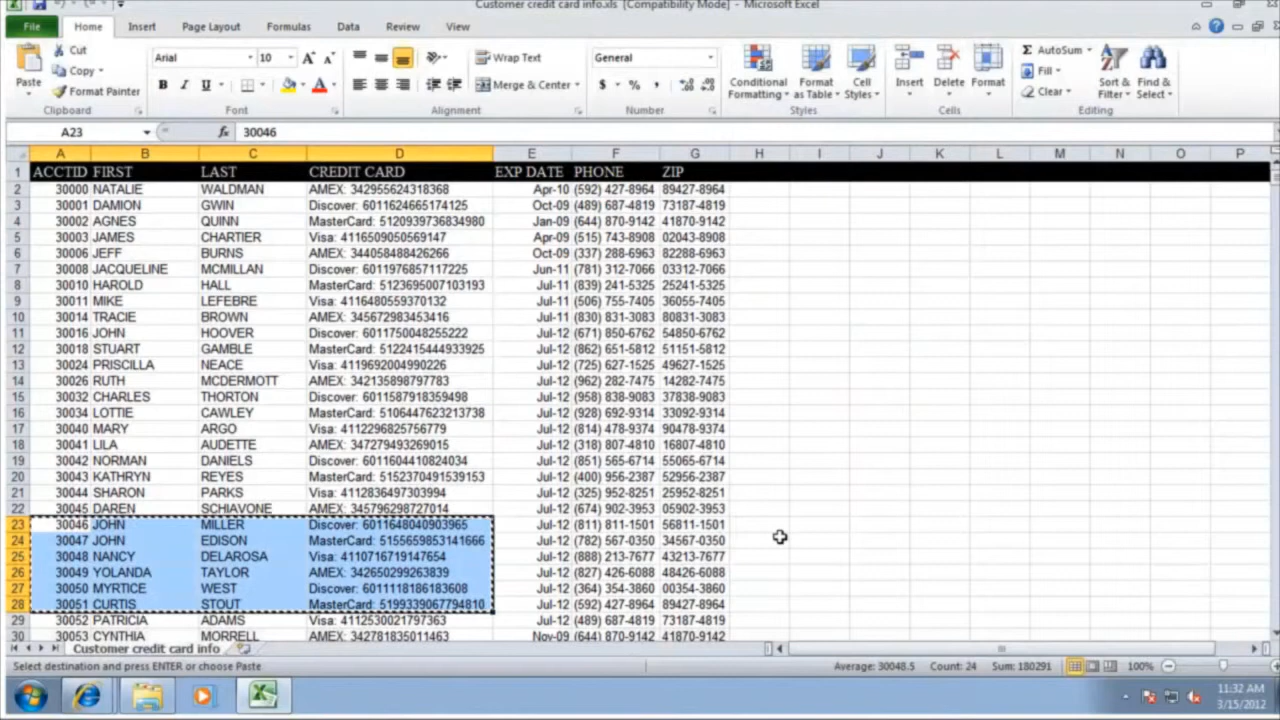 Customer credit card info.xls [Compatibility Mode] - Microsoft Excel
File Home Insert Page Layout Formulas Data Review View
Paste Cut Copy Format Painter Clipboard
Arial 10 B I U Font
Wrap Text Merge & Center Alignment
General $ % , Number
Conditional Formatting Format as Table Cell Styles Styles
Insert Delete Format Cells
AutoSum Fill Clear Sort & Filter Find & Select Editing
A23 fx 30046
A B C D E F G H I J K L M N O P
1 ACCTID FIRST LAST CREDIT CARD EXP DATE PHONE ZIP
2 30000 NATALIE WALDMAN AMEX: 342955624318368 Apr-10 (592) 427-8964 89427-8964
3 30001 DAMION GWIN Discover: 6011624665174125 Oct-09 (489) 687-4819 73187-4819
4 30002 AGNES QUINN MasterCard: 5120939736834980 Jan-09 (644) 870-9142 41870-9142
5 30003 JAMES CHARTIER Visa: 4116509050569147 Apr-09 (515) 743-8908 02043-8908
6 30006 JEFF BURNS AMEX: 344058488426266 Oct-09 (337) 288-6963 82288-6963
7 30008 JACQUELINE MCMILLAN Discover: 6011976857117225 Jun-11 (781) 312-7066 03312-7066
8 30010 HAROLD HALL MasterCard: 5123695007103193 Jul-11 (839) 241-5325 25241-5325
9 30011 MIKE LEFEBRE Visa: 4116480559370132 Jul-11 (506) 755-7405 36055-7405
10 30014 TRACIE BROWN AMEX: 345672983453416 Jul-11 (830) 831-3083 80831-3083
11 30016 JOHN HOOVER Discover: 6011750048255222 Jul-12 (671) 850-6762 54850-6762
12 30018 STUART GAMBLE MasterCard: 5122415444933925 Jul-12 (862) 651-5812 51151-5812
13 30024 PRISCILLA NEACE Visa: 4119692004990226 Jul-12 (725) 627-1525 49627-1525
14 30026 RUTH MCDERMOTT AMEX: 342135898797783 Jul-12 (962) 282-7475 14282-7475
15 30032 CHARLES THORTON Discover: 6011587918359498 Jul-12 (958) 838-9083 37838-9083
16 30034 LOTTIE CAWLEY MasterCard: 5106447623213738 Jul-12 (928) 692-9314 33092-9314
17 30040 MARY ARGO Visa: 4112296825756779 Jul-12 (814) 478-9374 90478-9374
18 30041 LILA AUDETTE AMEX: 347279493269015 Jul-12 (318) 807-4810 16807-4810
19 30042 NORMAN DANIELS Discover: 6011604410824034 Jul-12 (851) 565-6714 55065-6714
20 30043 KATHRYN REYES MasterCard: 5152370491539153 Jul-12 (400) 956-2387 52956-2387
21 30044 SHARON PARKS Visa: 4112836497303994 Jul-12 (325) 952-8251 25952-8251
22 30045 DAREN SCHIAVONE AMEX: 345796298727014 Jul-12 (674) 902-3953 05902-3953
23 30046 JOHN MILLER Discover: 6011648040903965 Jul-12 (811) 811-1501 56811-1501
24 30047 JOHN EDISON MasterCard: 5155659853141666 Jul-12 (782) 567-0350 34567-0350
25 30048 NANCY DELAROSA Visa: 4110716719147654 Jul-12 (888) 213-7677 43213-7677
26 30049 YOLANDA TAYLOR AMEX: 342650299263839 Jul-12 (827) 426-6088 48426-6088
27 30050 MYRTICE WEST Discover: 6011118186183608 Jul-12 (364) 354-3860 00354-3860
28 30051 CURTIS STOUT MasterCard: 5199339067794810 Jul-12 (592) 427-8964 89427-8964
29 30052 PATRICIA ADAMS Visa: 4112530021797363 Jul-12 (489) 687-4819 73187-4819
30 30053 CYNTHIA MORRELL AMEX: 342781835011463 Nov-09 (644) 870-9142 41870-9142
Customer credit card info
Select destination and press ENTER or choose Paste Average: 30048.5 Count: 24 Sum: 180291 100%
11:32 AM
3/15/2012